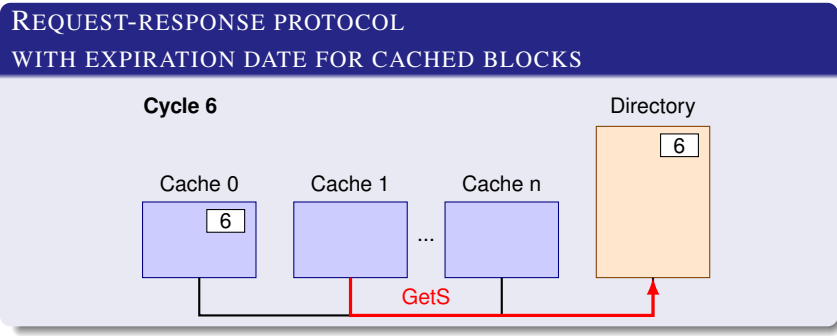 REQUEST-RESPONSE PROTOCOL
WITH EXPIRATION DATE FOR CACHED BLOCKS
Cycle 6
Directory
6
Cache 0
Cache 1
Cache n
6
...
GetS